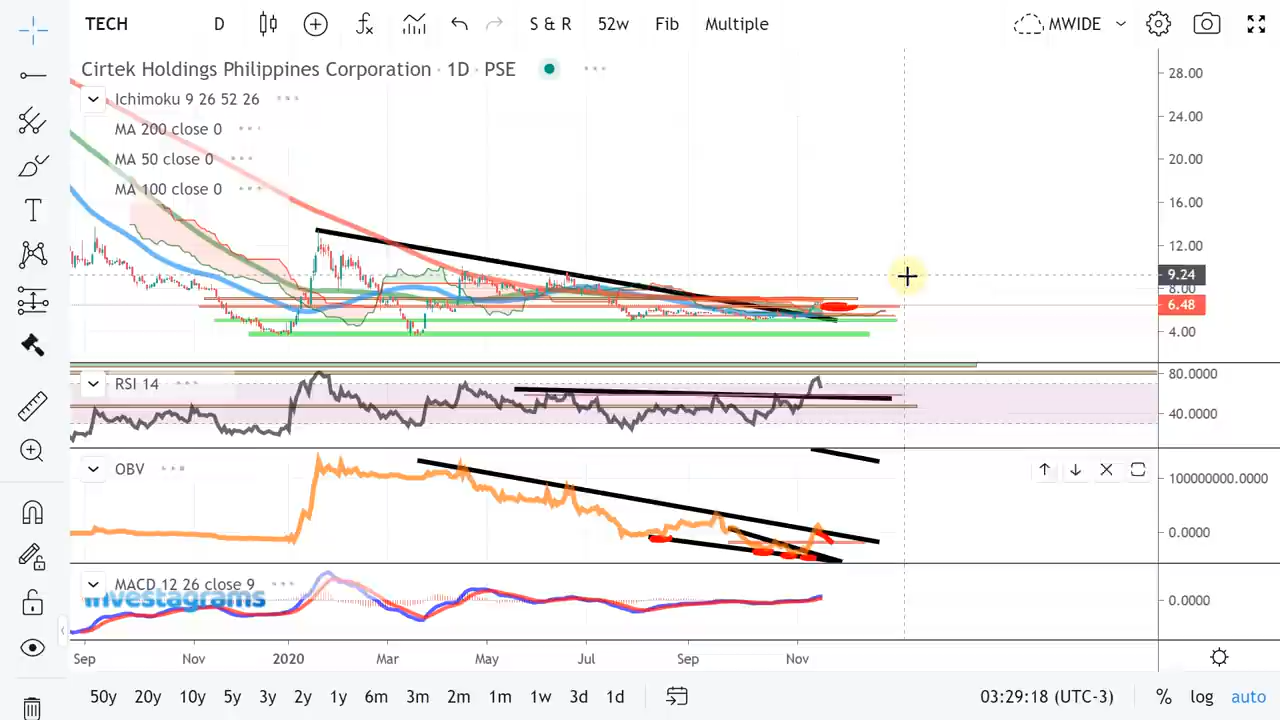 TECH D S & R 52w Fib Multiple MWIDE
Cirtek Holdings Philippines Corporation · 1D · PSE
Ichimoku 9 26 52 26
MA 200 close 0
MA 50 close 0
MA 100 close 0
28.00
24.00
20.00
16.00
12.00
9.24
8.00
6.48
4.00
RSI 14
80.0000
40.0000
OBV
100000000.0000
0.0000
MACD 12 26 close 9
investagrams
0.0000
Sep Nov 2020 Mar May Jul Sep Nov
50y 20y 10y 5y 3y 2y 1y 6m 3m 2m 1m 1w 3d 1d 03:29:18 (UTC-3) % log auto